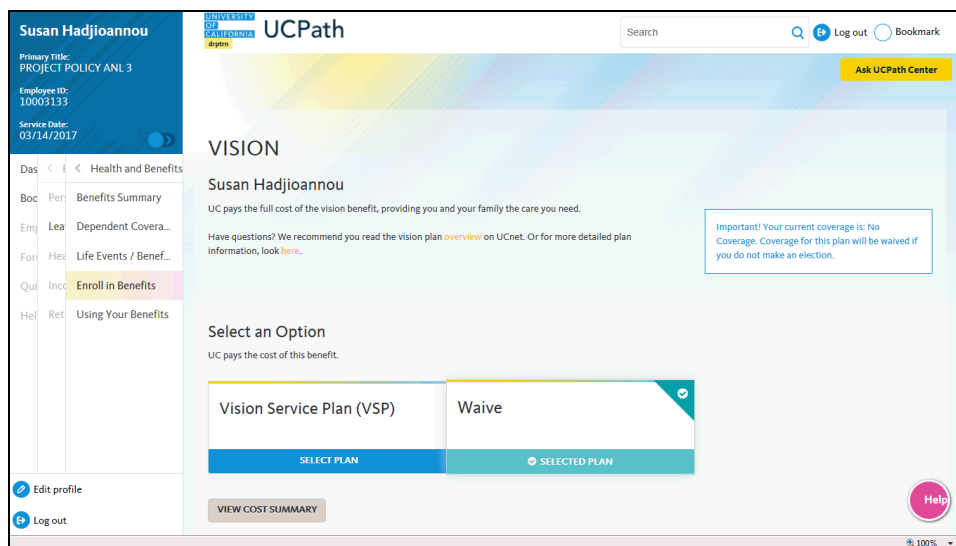 Susan Hadjioannou
Primary Title:
PROJECT POLICY ANL 3
Employee ID:
10003133
Service Date:
03/14/2017
UNIVERSITY
OF
CALIFORNIA
drptrn
UCPath
Search
Log out
Bookmark
Ask UCPath Center
Das
Boo
Emp
For
Qui
Hel
Per
Lea
Hea
Inco
Ret
Health and Benefits
Benefits Summary
Dependent Covera...
Life Events / Benef...
Enroll in Benefits
Using Your Benefits
Edit profile
Log out
VISION
Susan Hadjioannou
UC pays the full cost of the vision benefit, providing you and your family the care you need.
Have questions? We recommend you read the vision plan overview on UCnet. Or for more detailed plan
information, look here.
Important! Your current coverage is: No
Coverage. Coverage for this plan will be waived if
you do not make an election.
Select an Option
UC pays the cost of this benefit.
Vision Service Plan (VSP)
SELECT PLAN
Waive
SELECTED PLAN
VIEW COST SUMMARY
Help
100%